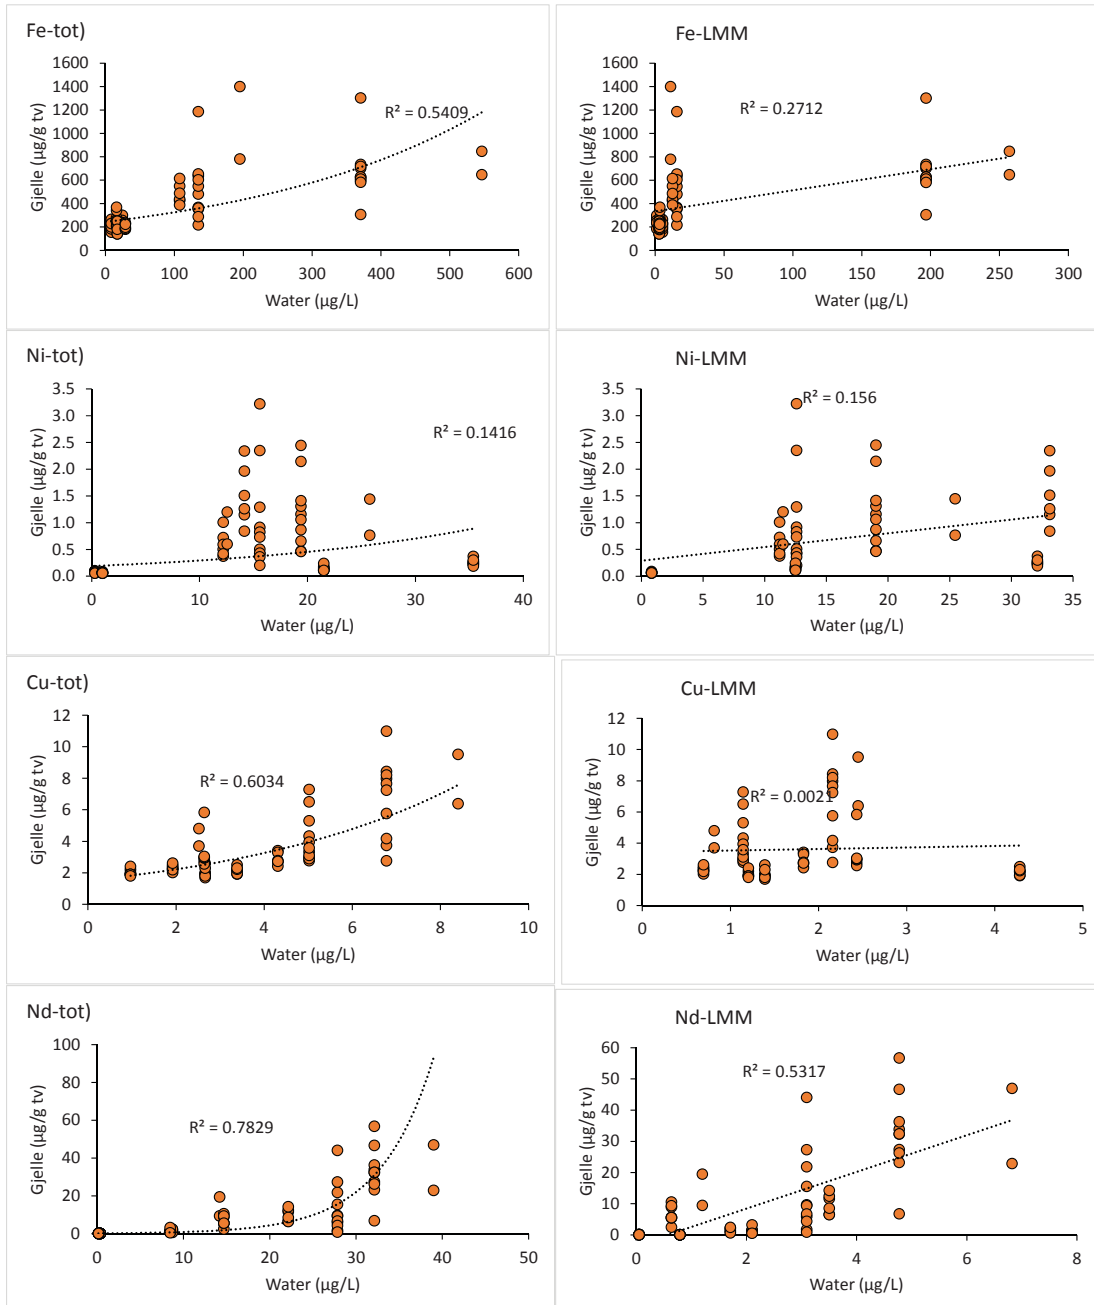 Fe-tot)
Gjelle (µg/g tv)
1600
1400
1200
1000
800
600
400
200
0
R² = 0.5409
0 100 200 300 400 500 600
Water (µg/L)
Fe-LMM
Gjelle (µg/g tv)
1600
1400
1200
1000
800
600
400
200
0
R² = 0.2712
0 50 100 150 200 250 300
Water (µg/L)
Ni-tot)
Gjelle (µg/g tv)
3.5
3.0
2.5
2.0
1.5
1.0
0.5
0.0
R² = 0.1416
0 10 20 30 40
Water (µg/L)
Ni-LMM
Gjelle (µg/g tv)
3.5
3.0
2.5
2.0
1.5
1.0
0.5
0.0
R² = 0.156
0 5 10 15 20 25 30 35
Water (µg/L)
Cu-tot)
Gjelle (µg/g tv)
12
10
8
6
4
2
0
R² = 0.6034
0 2 4 6 8 10
Water (µg/L)
Cu-LMM
Gjelle (µg/g tv)
12
10
8
6
4
2
0
R² = 0.0021
0 1 2 3 4 5
Water (µg/L)
Nd-tot)
Gjelle (µg/g tv)
100
80
60
40
20
0
R² = 0.7829
0 10 20 30 40 50
Water (µg/L)
Nd-LMM
Gjelle (µg/g tv)
60
50
40
30
20
10
0
R² = 0.5317
0 2 4 6 8
Water (µg/L)